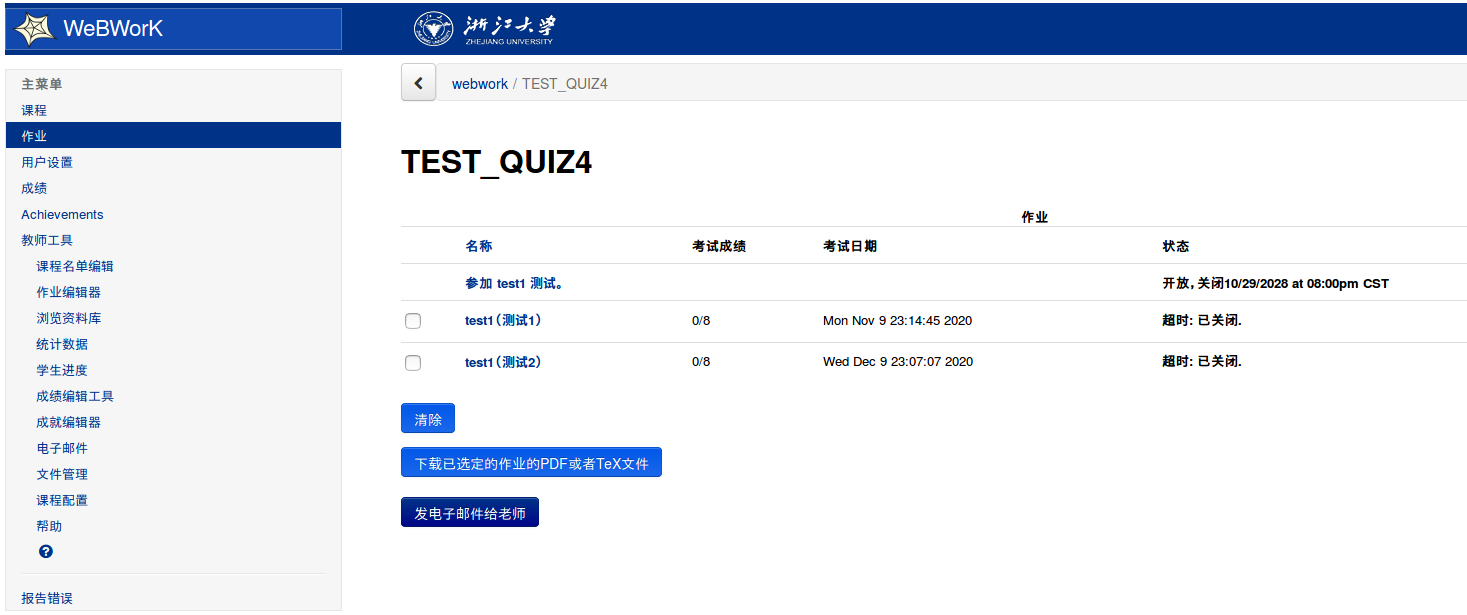 WeBWorK
浙江大学
ZHEJIANG UNIVERSITY
主菜单
课程
作业
用户设置
成绩
Achievements
教师工具
课程名单编辑
作业编辑器
浏览资料库
统计数据
学生进度
成绩编辑工具
成就编辑器
电子邮件
文件管理
课程配置
帮助
?
报告错误
webwork / TEST_QUIZ4
TEST_QUIZ4
作业
名称 考试成绩 考试日期 状态
参加 test1 测试。 开放, 关闭10/29/2028 at 08:00pm CST
test1（测试1） 0/8 Mon Nov 9 23:14:45 2020 超时: 已关闭.
test1（测试2） 0/8 Wed Dec 9 23:07:07 2020 超时: 已关闭.
清除
下载已选定的作业的PDF或者TeX文件
发电子邮件给老师